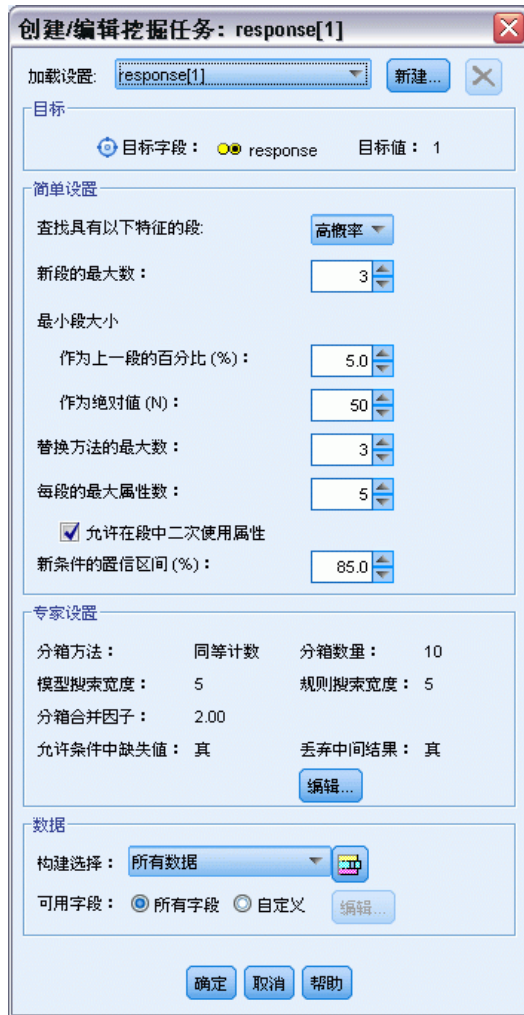 创建/编辑挖掘任务: response[1]
加载设置: response[1] 新建...
目标
目标字段： response 目标值： 1
简单设置
查找具有以下特征的段: 高概率
新段的最大数： 3
最小段大小
作为上一段的百分比(%)： 5.0
作为绝对值(N)： 50
替换方法的最大数： 3
每段的最大属性数： 5
允许在段中二次使用属性
新条件的置信区间(%)： 85.0
专家设置
分箱方法： 同等计数 分箱数量： 10
模型搜索宽度： 5 规则搜索宽度： 5
分箱合并因子： 2.00
允许条件中缺失值： 真 丢弃中间结果： 真
编辑...
数据
构建选择： 所有数据
可用字段： 所有字段 自定义 编辑...
确定 取消 帮助